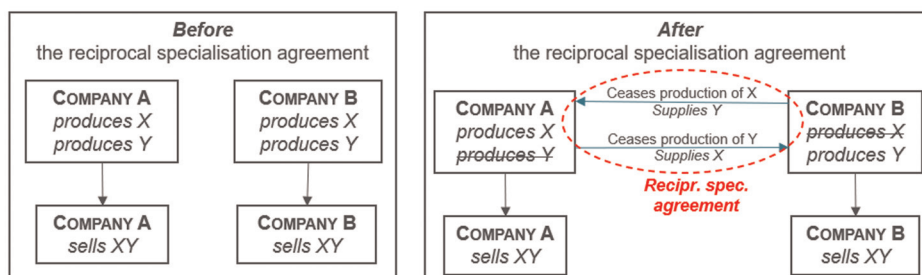 Before
the reciprocal specialisation agreement
COMPANY A
produces X
produces Y
COMPANY B
produces X
produces Y
COMPANY A
sells XY
COMPANY B
sells XY
After
the reciprocal specialisation agreement
COMPANY A
produces X
produces Y
Ceases production of X
Supplies Y
Ceases production of Y
Supplies X
Recipr. spec.
agreement
COMPANY B
produces X
produces Y
COMPANY A
sells XY
COMPANY B
sells XY